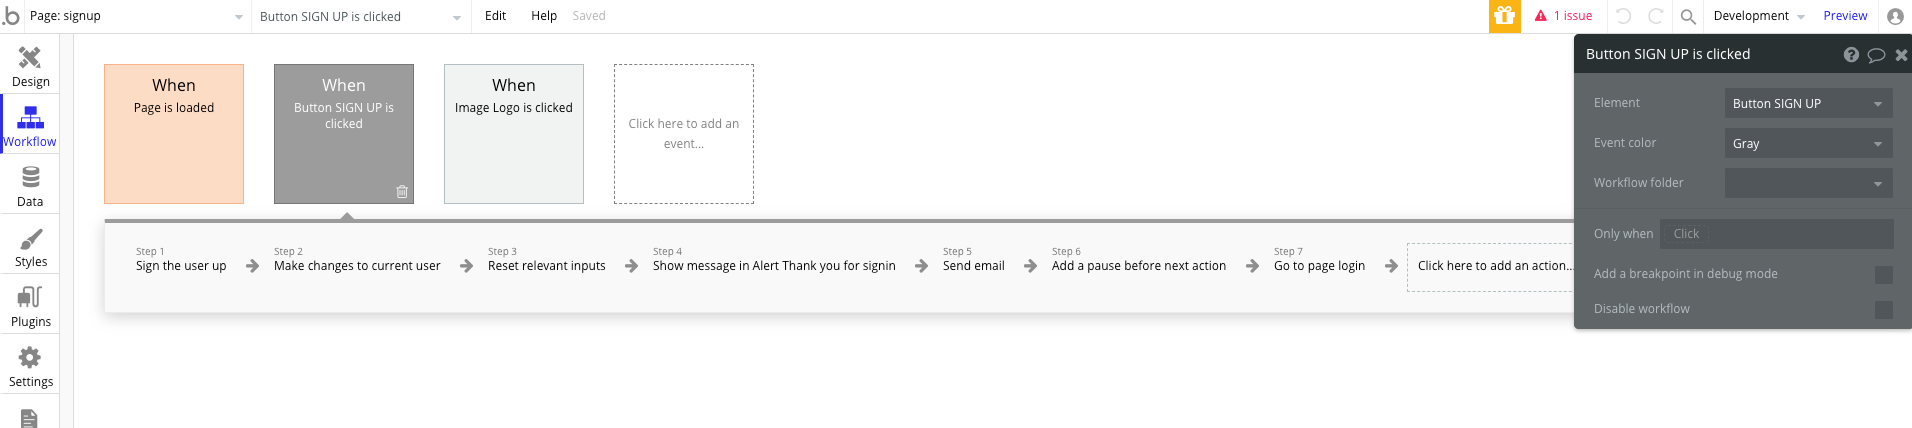 .b
Page: signup
Button SIGN UP is clicked
Edit
Help
Saved
1 issue
Development
Preview
Design
Workflow
Data
Styles
Plugins
Settings
When
Page is loaded
When
Button SIGN UP is
clicked
When
Image Logo is clicked
Click here to add an
event...
Step 1
Sign the user up
Step 2
Make changes to current user
Step 3
Reset relevant inputs
Step 4
Show message in Alert Thank you for signin
Step 5
Send email
Step 6
Add a pause before next action
Step 7
Go to page login
Click here to add an action...
Button SIGN UP is clicked
Element
Button SIGN UP
Event color
Gray
Workflow folder
Only when
Click
Add a breakpoint in debug mode
Disable workflow